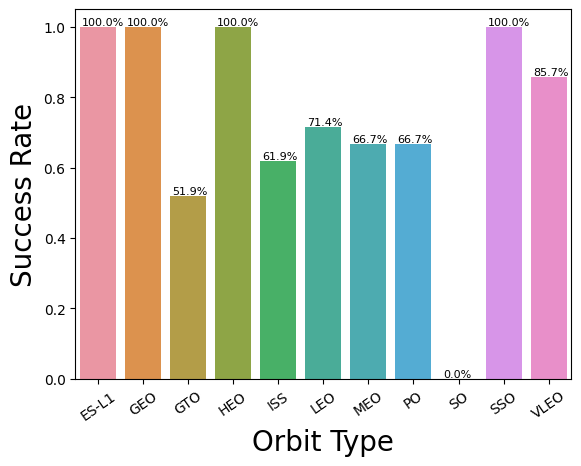 Success Rate
1.0
0.8
0.6
0.4
0.2
0.0
100.0%
100.0%
51.9%
100.0%
61.9%
71.4%
66.7%
66.7%
0.0%
100.0%
85.7%
ES-L1
GEO
GTO
HEO
ISS
LEO
MEO
PO
SO
SSO
VLEO
Orbit Type